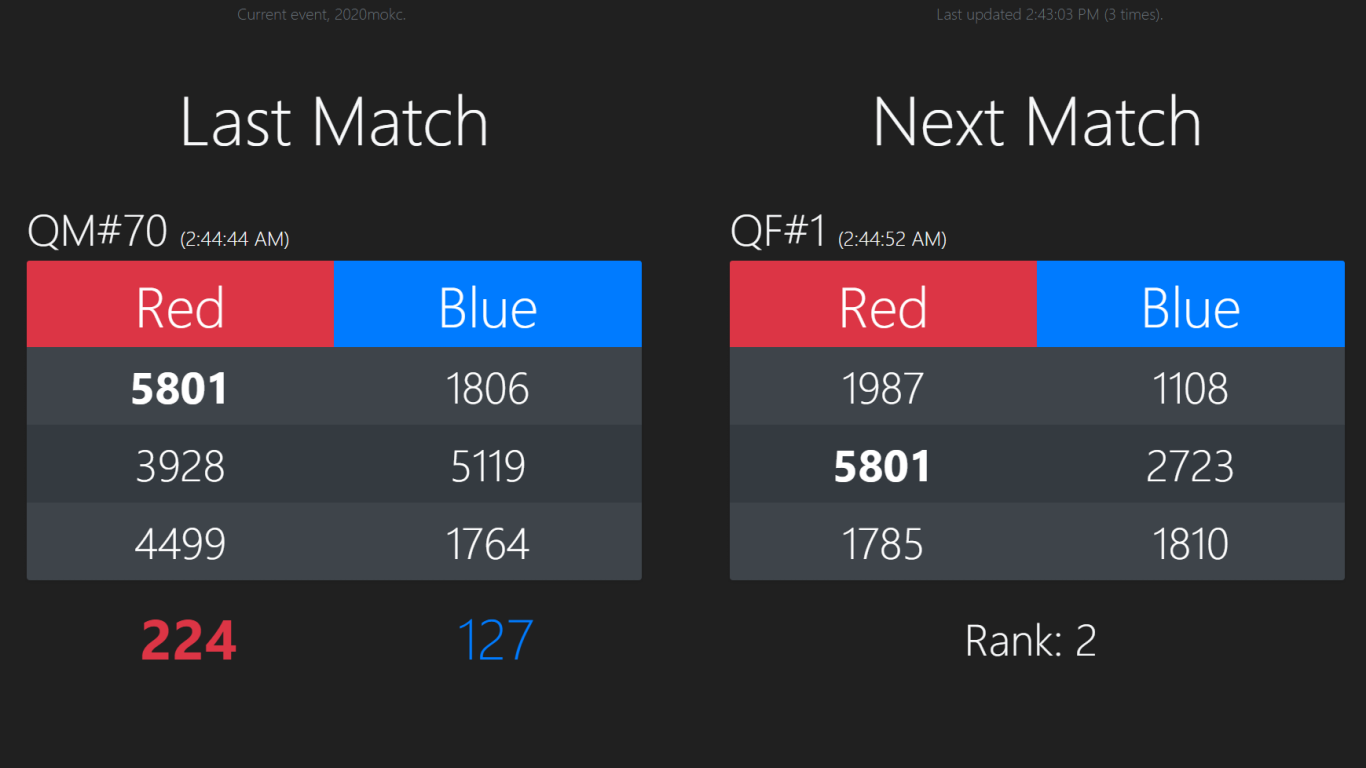 Current event, 2020mokc.
Last updated 2:43:03 PM (3 times).
Last Match
QM#70 (2:44:44 AM)
Red Blue
5801 1806
3928 5119
4499 1764
224 127
Next Match
QF#1 (2:44:52 AM)
Red Blue
1987 1108
5801 2723
1785 1810
Rank: 2